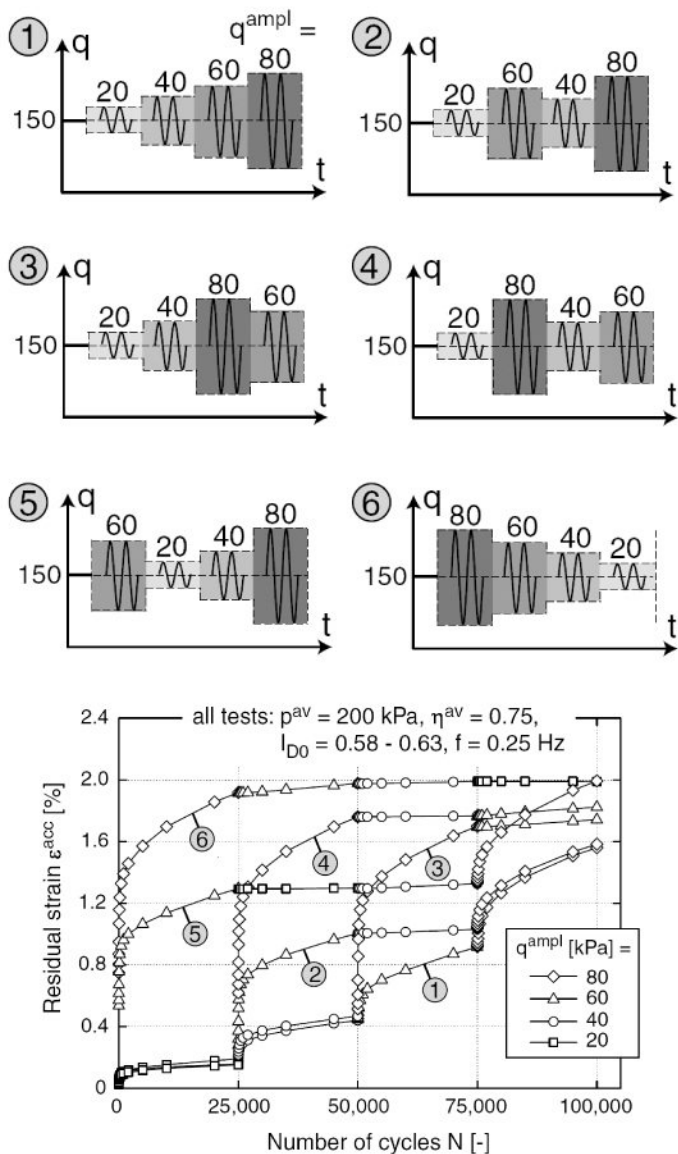 1 q q^ampl = 2 q
20 40 60 80 20 60 40 80
150 150
t t
3 q 4 q
20 40 80 60 20 80 40 60
150 150
t t
5 q 6 q
60 20 40 80 80 60 40 20
150 150
t t
all tests: p^av = 200 kPa, η^av = 0.75,
I_D0 = 0.58 - 0.63, f = 0.25 Hz
Residual strain ε^acc [%]
2.4
2.0
1.6
1.2
0.8
0.4
0
6
4
3
5
2
1
q^ampl [kPa] =
80
60
40
20
0 25,000 50,000 75,000 100,000
Number of cycles N [-]